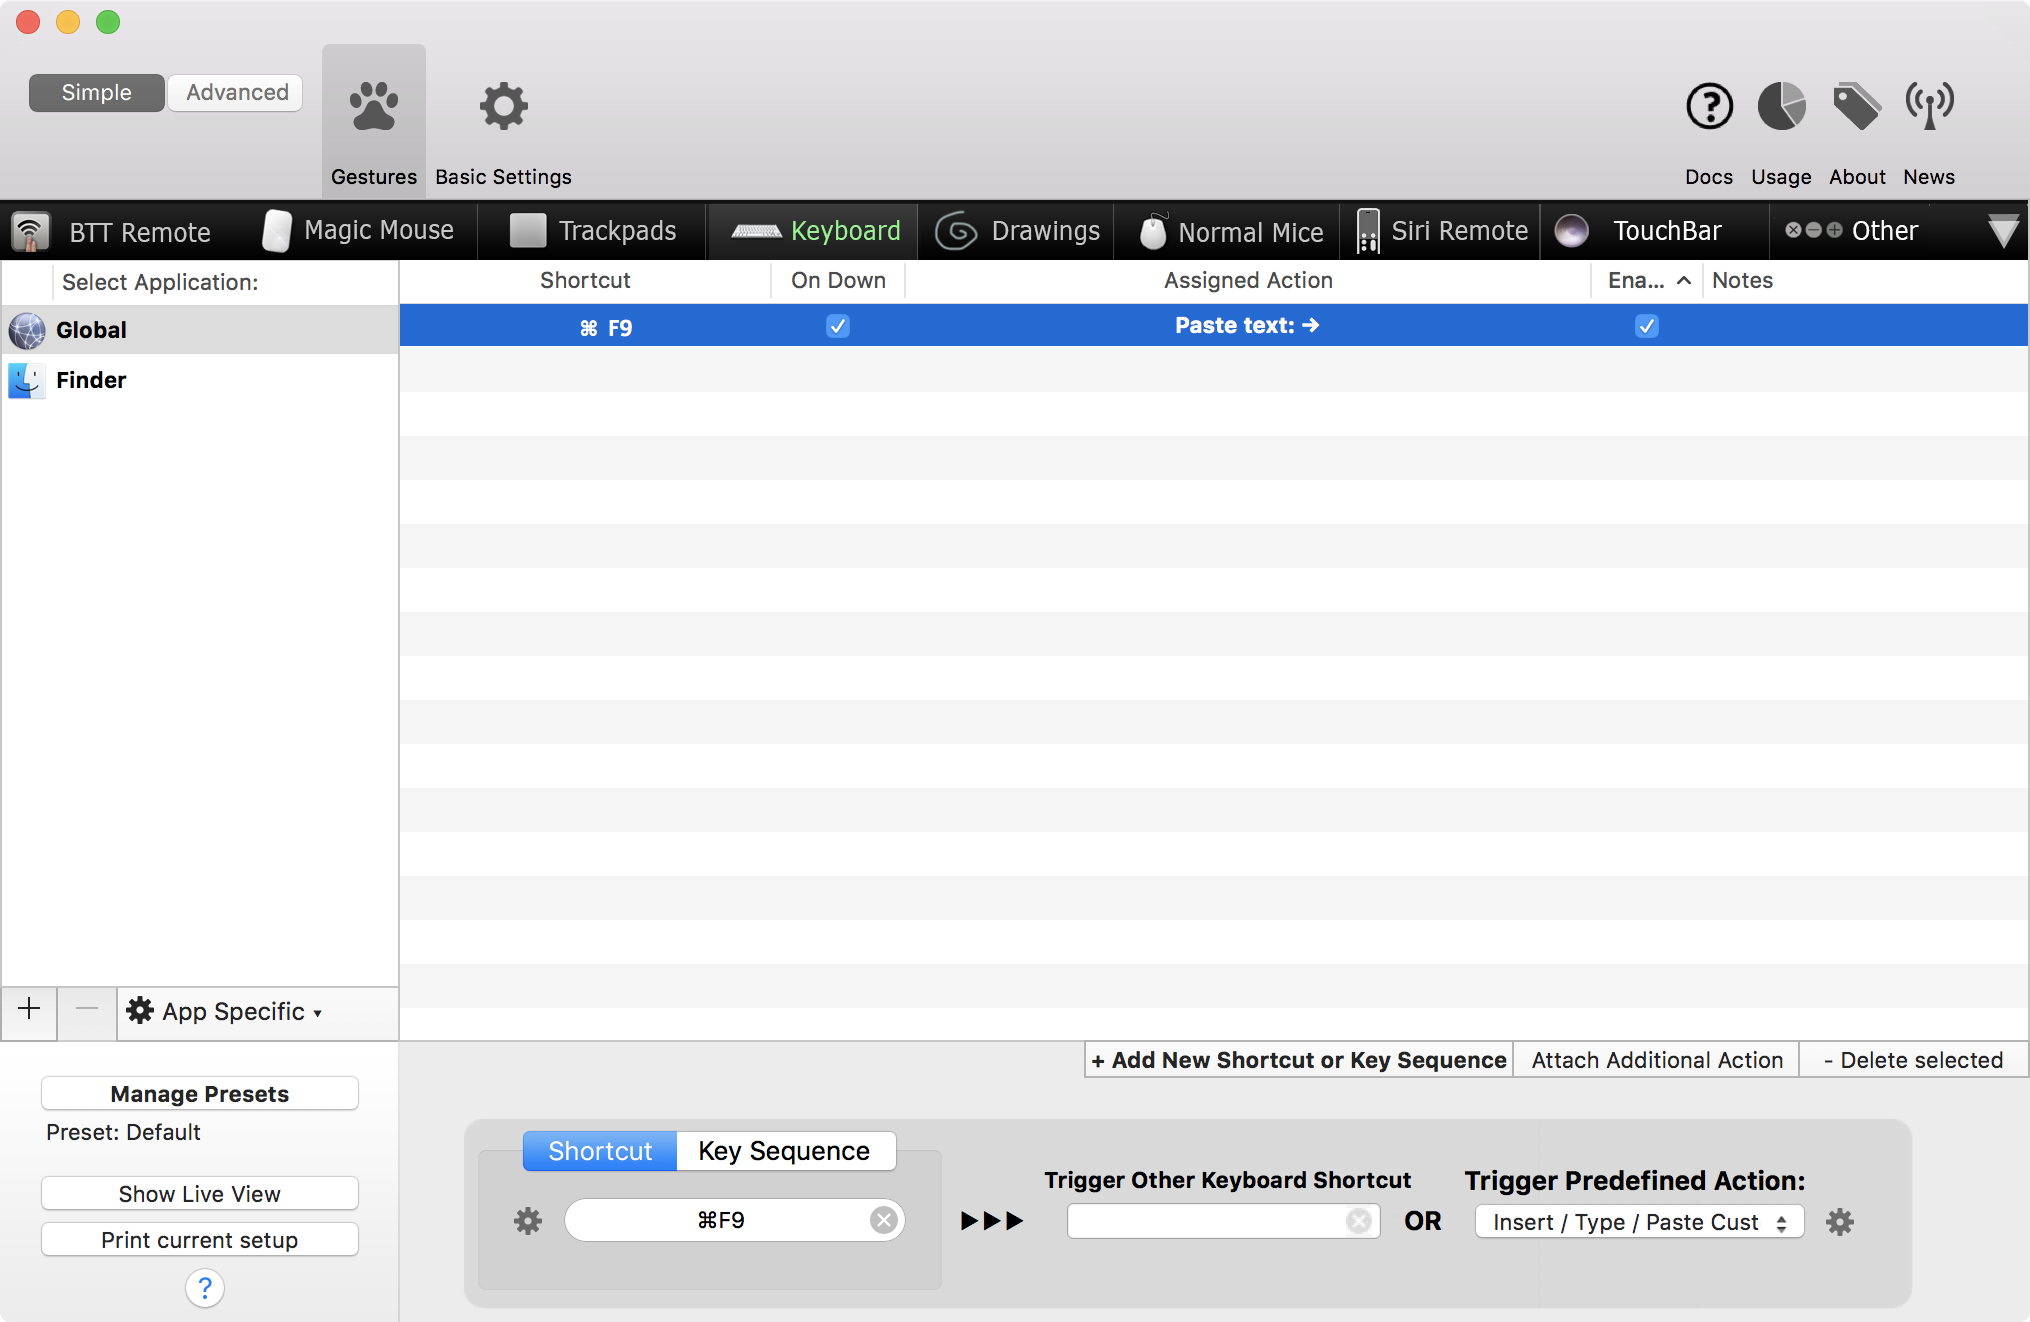 Simple Advanced
Gestures Basic Settings Docs Usage About News
BTT Remote Magic Mouse Trackpads Keyboard Drawings Normal Mice Siri Remote TouchBar Other
Select Application: Shortcut On Down Assigned Action Ena... Notes
Global ⌘ F9 Paste text: →
Finder
App Specific
+ Add New Shortcut or Key Sequence Attach Additional Action - Delete selected
Manage Presets
Preset: Default
Shortcut Key Sequence
Trigger Other Keyboard Shortcut Trigger Predefined Action:
Show Live View
⌘F9 OR Insert / Type / Paste Cust
Print current setup
?